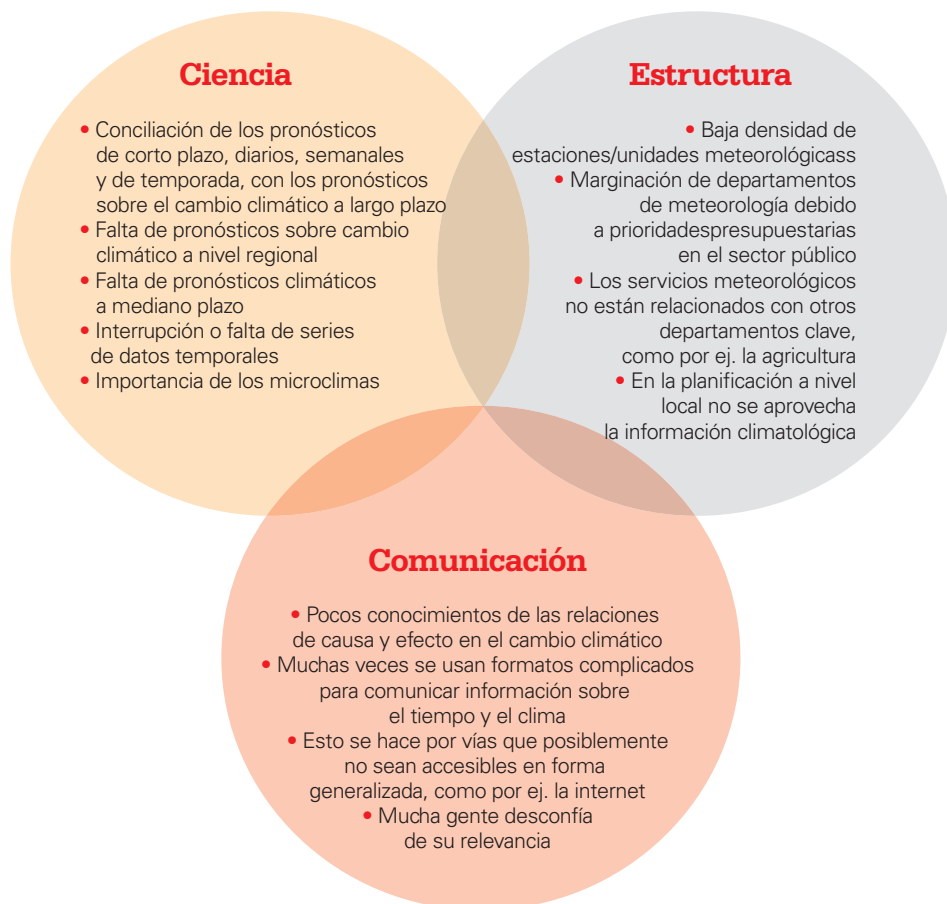 Ciencia
• Conciliación de los pronósticos
de corto plazo, diarios, semanales
y de temporada, con los pronósticos
sobre el cambio climático a largo plazo
• Falta de pronósticos sobre cambio
climático a nivel regional
• Falta de pronósticos climáticos
a mediano plazo
• Interrupción o falta de series
de datos temporales
• Importancia de los microclimas
Estructura
• Baja densidad de
estaciones/unidades meteorológicass
• Marginación de departamentos
de meteorología debido
a prioridadespresupuestarias
en el sector público
• Los servicios meteorológicos
no están relacionados con otros
departamentos clave,
como por ej. la agricultura
• En la planificación a nivel
local no se aprovecha
la información climatológica
Comunicación
• Pocos conocimientos de las relaciones
de causa y efecto en el cambio climático
• Muchas veces se usan formatos complicados
para comunicar información sobre
el tiempo y el clima
• Esto se hace por vías que posiblemente
no sean accesibles en forma
generalizada, como por ej. la internet
• Mucha gente desconfía
de su relevancia